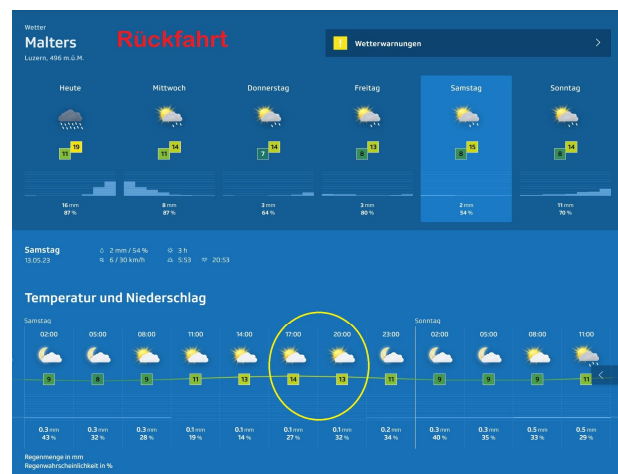 Wetter
Malters
Luzern, 496 m.ü.M.
Rückfahrt
! Wetterwarnungen
Heute Mittwoch Donnerstag Freitag Samstag Sonntag
11 19 11 14 7 14 8 13 8 15 8 14
16 mm 8 mm 3 mm 3 mm 2 mm 11 mm
87 % 87 % 64 % 80 % 54 % 70 %
Samstag 2 mm / 54 % 3 h
13.05.23 6 / 30 km/h 5:53 20:53
Temperatur und Niederschlag
Samstag Sonntag
02:00 05:00 08:00 11:00 14:00 17:00 20:00 23:00 02:00 05:00 08:00 11:00
9 8 9 11 13 14 13 11 9 9 9 11
0.3 mm 0.3 mm 0.3 mm 0.1 mm 0.1 mm 0.1 mm 0.1 mm 0.2 mm 0.3 mm 0.3 mm 0.5 mm 0.5 mm
43 % 32 % 28 % 19 % 14 % 27 % 32 % 34 % 40 % 35 % 33 % 29 %
Regenmenge in mm
Regenwahrscheinlichkeit in %